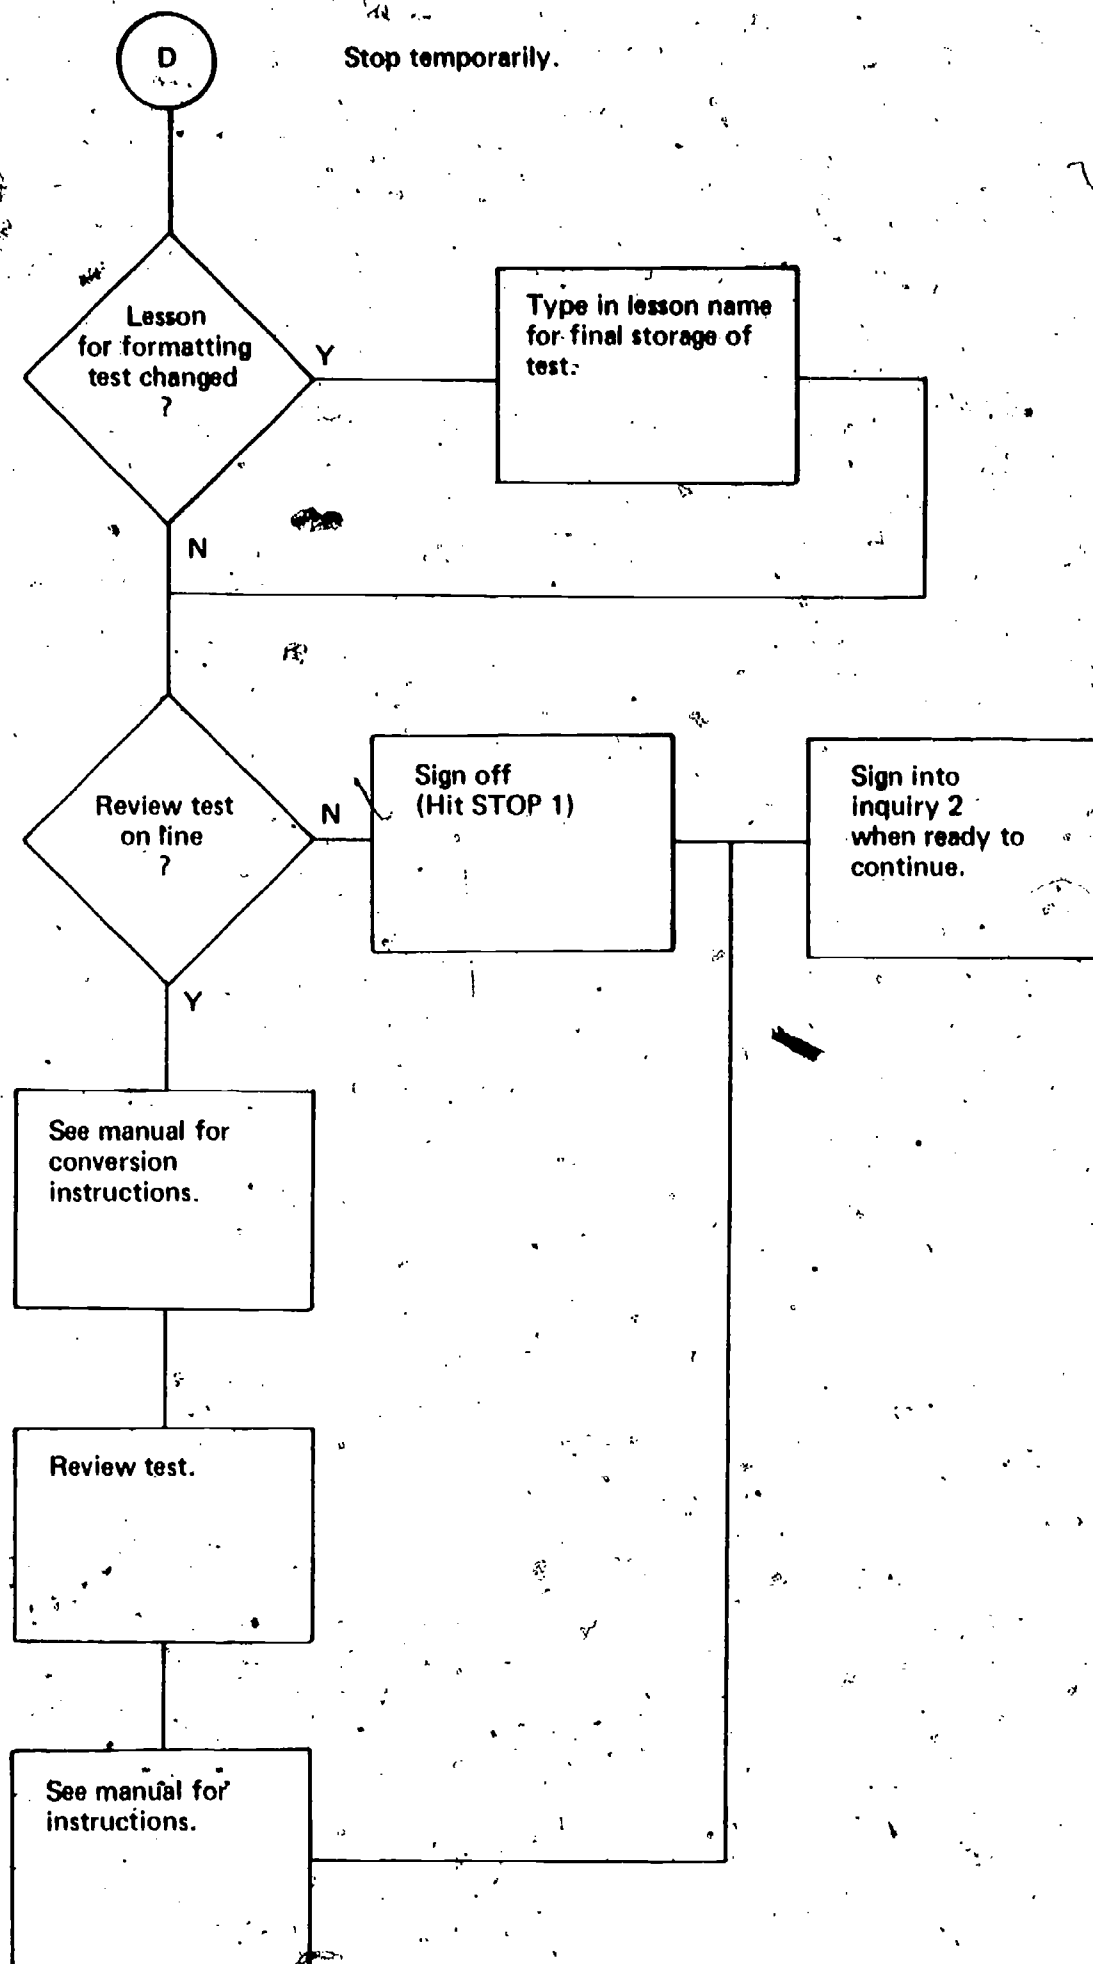 D
Stop temporarily.
Lesson
for formatting
test changed
?
Y
Type in lesson name
for final storage of
test.
N
Review test
on line
?
N
Sign off
(Hit STOP 1)
Sign into
inquiry 2
when ready to
continue.
Y
See manual for
conversion
instructions.
Review test.
See manual for
instructions.